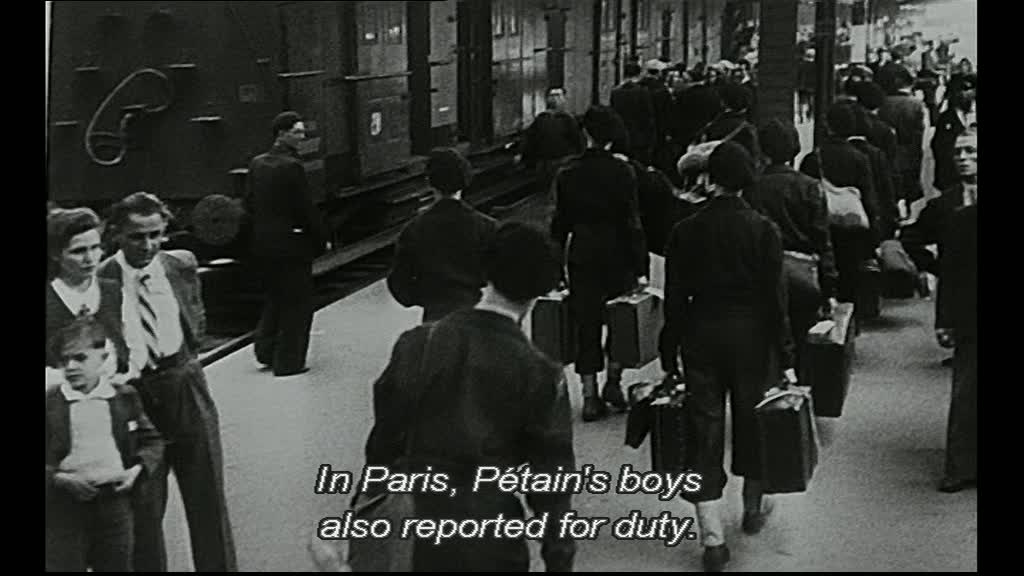 In Paris, Pétain's boys
also reported for duty.